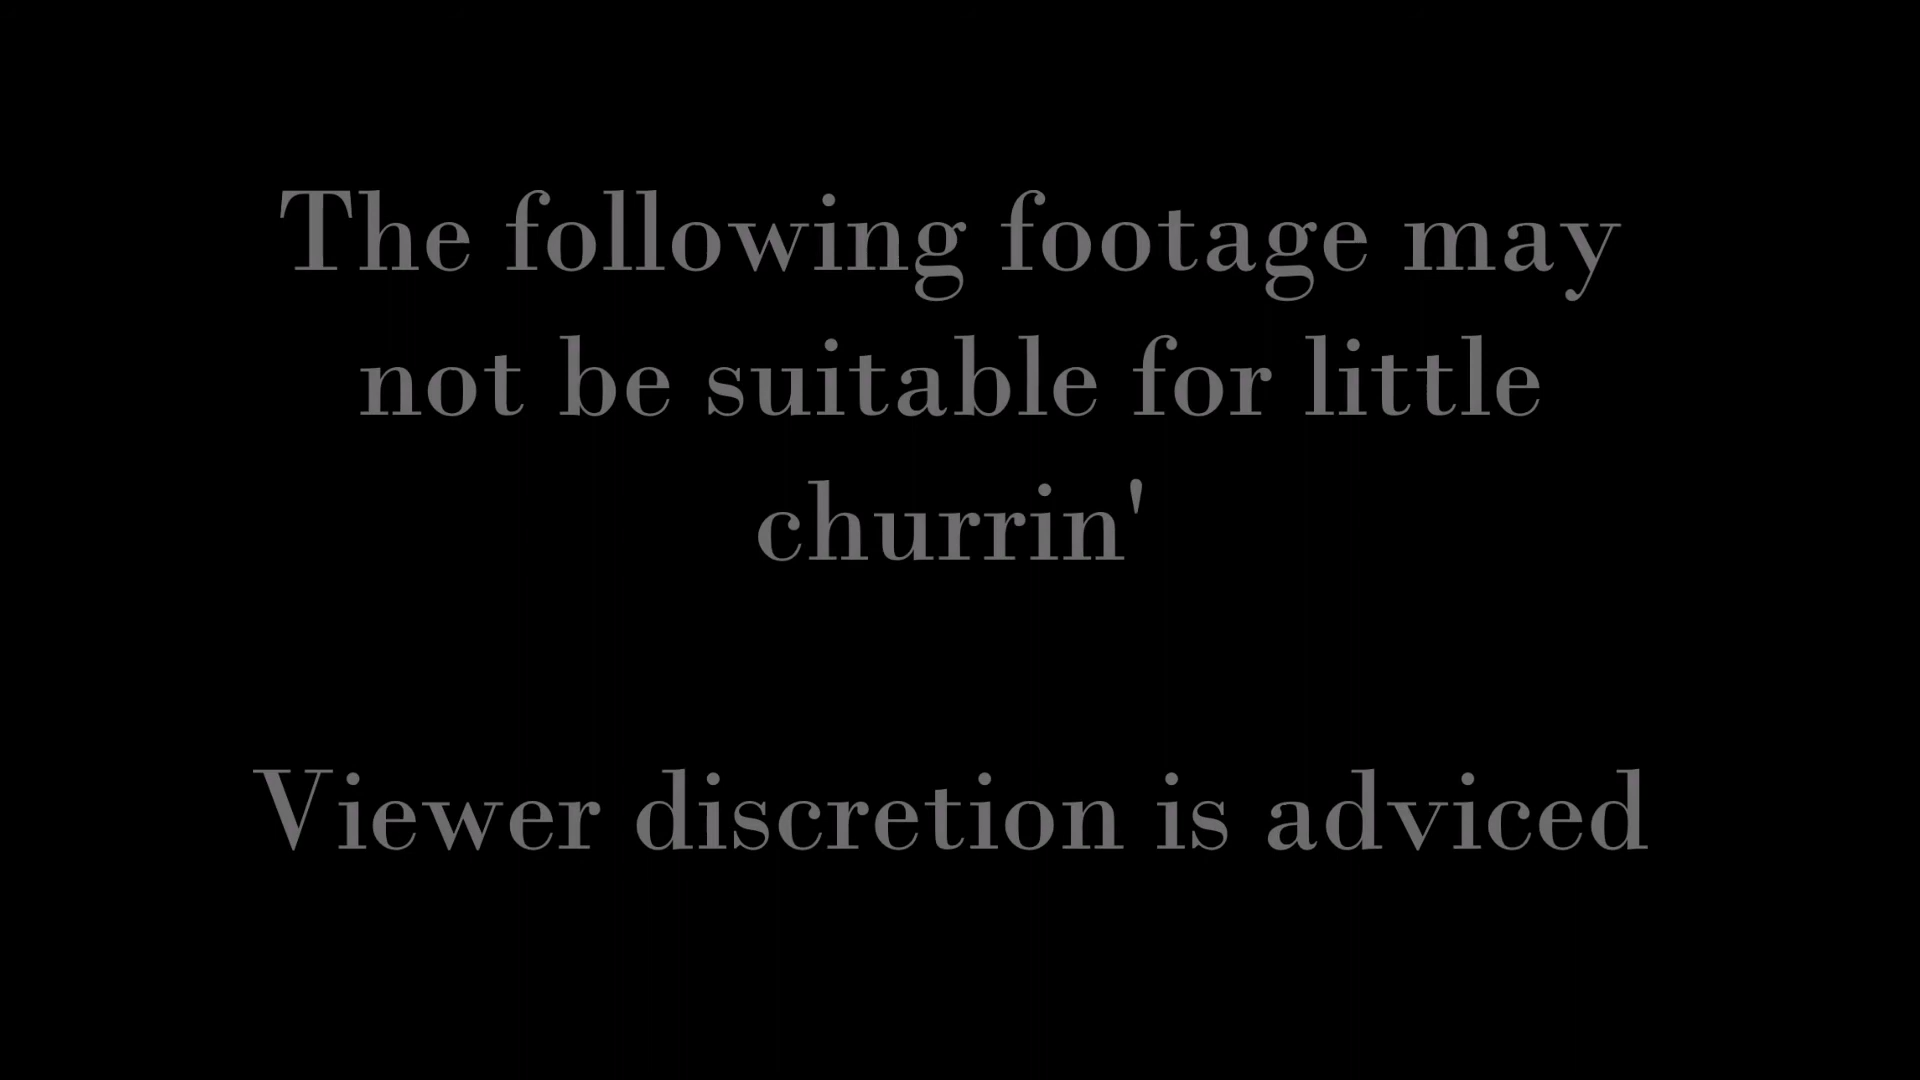 The following footage may
not be suitable for little
churrin'
Viewer discretion is adviced